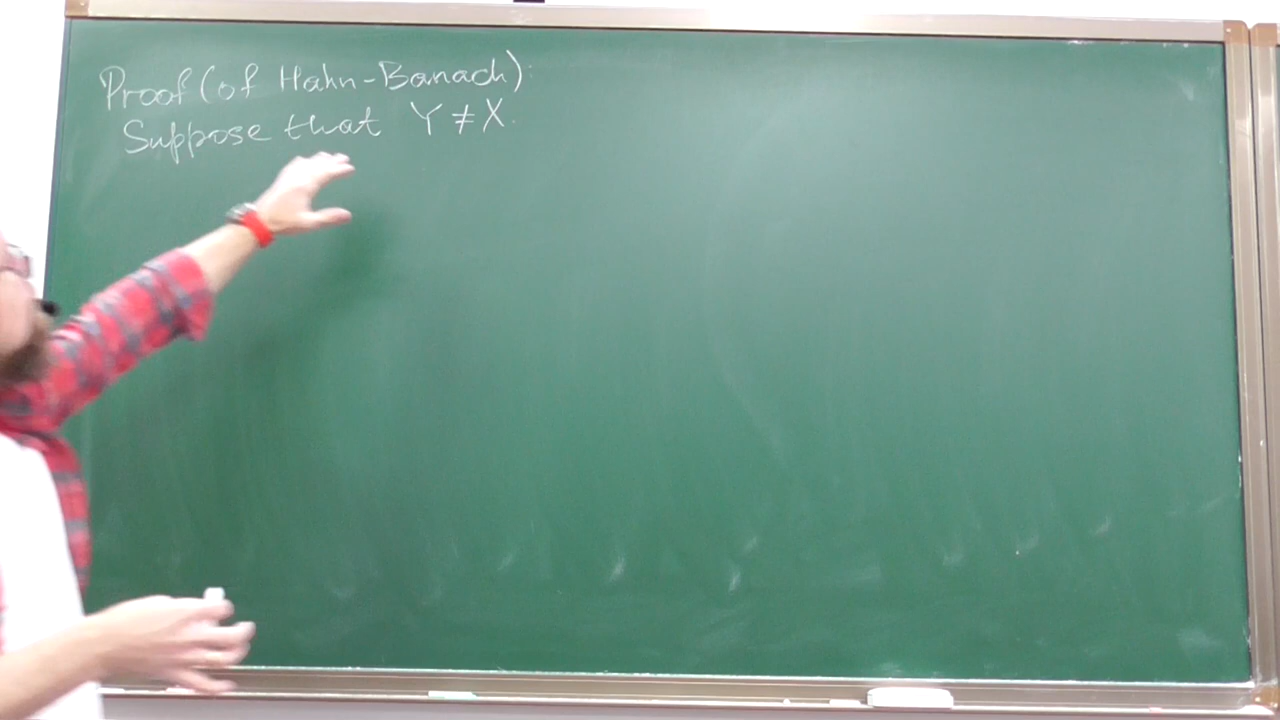 Proof (of Hahn-Banach):
Suppose that Y ≠ X.